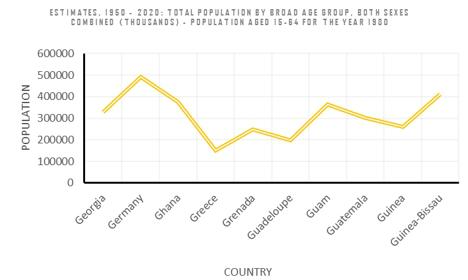 ESTIMATES, 1950 - 2020: TOTAL POPULATION BY BROAD AGE GROUP, BOTH SEXES
COMBINED (THOUSANDS) - POPULATION AGED 15-64 FOR THE YEAR 1980
600000
500000
400000
300000
200000
100000
0
POPULATION
Georgia
Germany
Ghana
Greece
Grenada
Guadeloupe
Guam
Guatemala
Guinea
Guinea-Bissau
COUNTRY